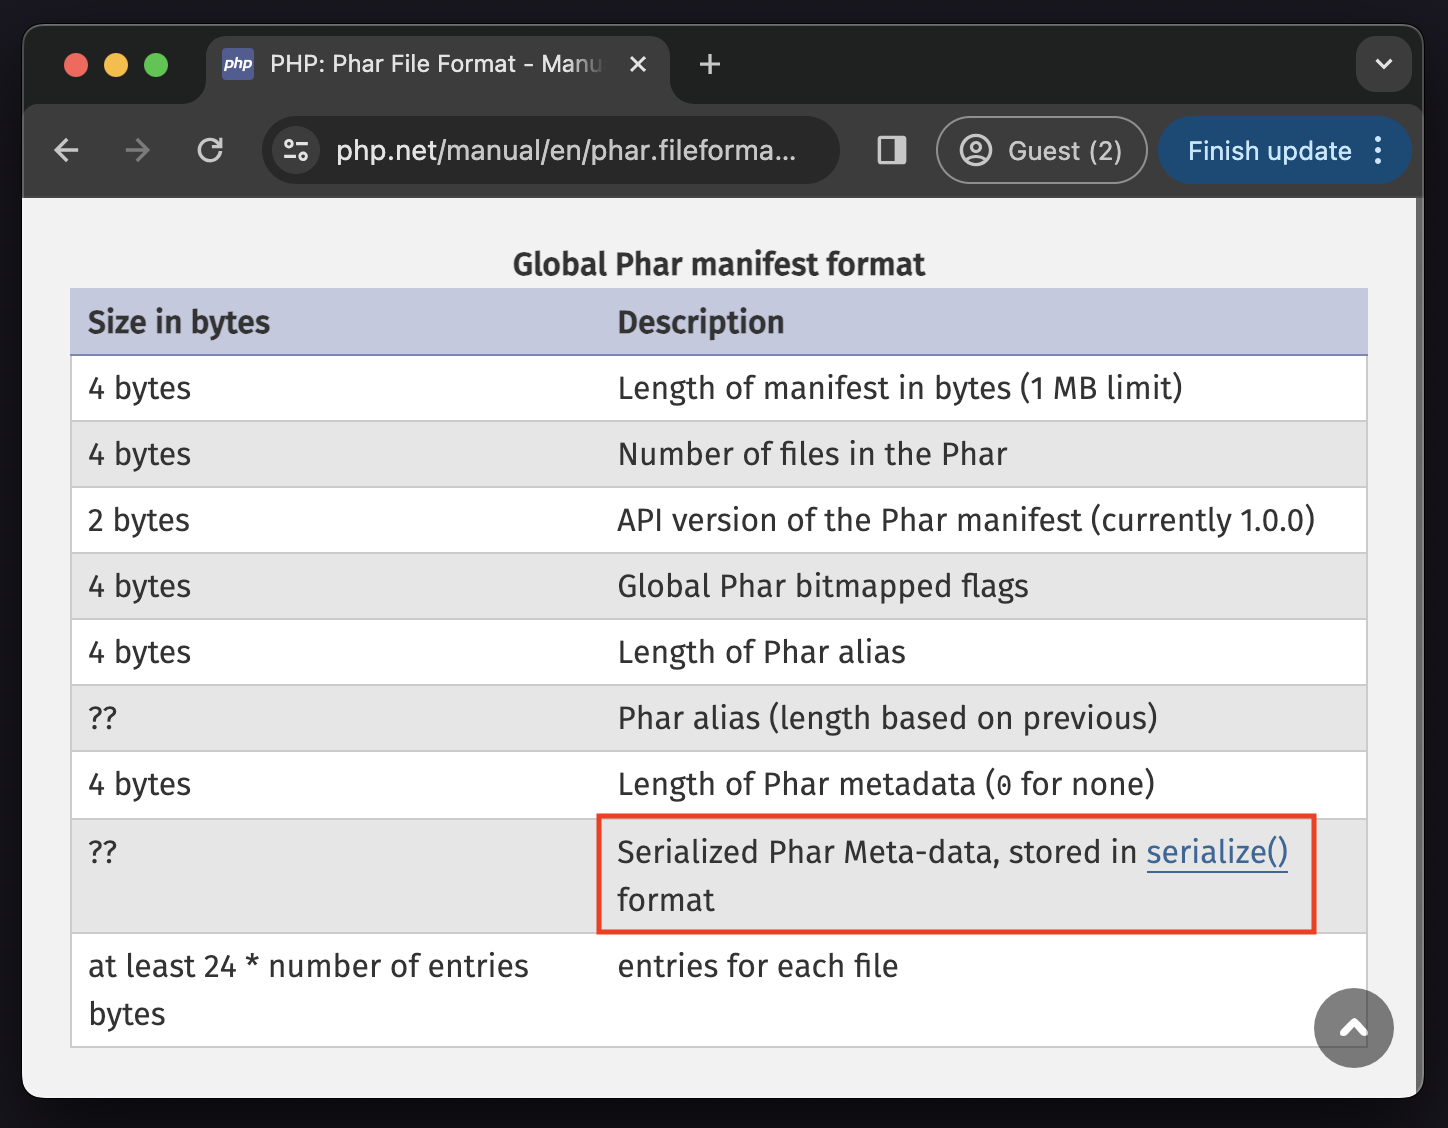 php PHP: Phar File Format - Manu
php.net/manual/en/phar.fileforma...
Guest (2)
Finish update
Global Phar manifest format
Size in bytes Description
4 bytes Length of manifest in bytes (1 MB limit)
4 bytes Number of files in the Phar
2 bytes API version of the Phar manifest (currently 1.0.0)
4 bytes Global Phar bitmapped flags
4 bytes Length of Phar alias
?? Phar alias (length based on previous)
4 bytes Length of Phar metadata (0 for none)
?? Serialized Phar Meta-data, stored in serialize()
format
at least 24 * number of entries entries for each file
bytes